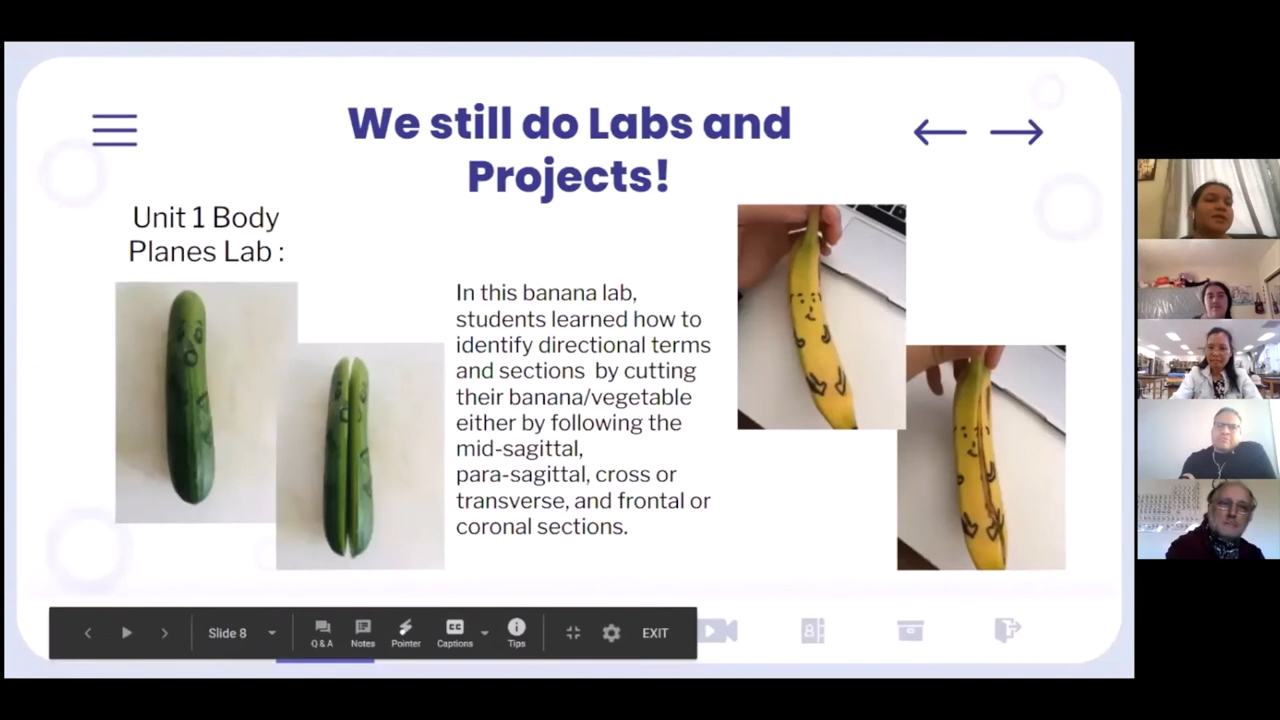 We still do Labs and
Projects!
Unit 1 Body
Planes Lab :
In this banana lab,
students learned how to
identify directional terms
and sections by cutting
their banana/vegetable
either by following the
mid-sagittal,
para-sagittal, cross or
transverse, and frontal or
coronal sections.
Slide 8
Q & A
Notes
Pointer
CC
Captions
Tips
EXIT